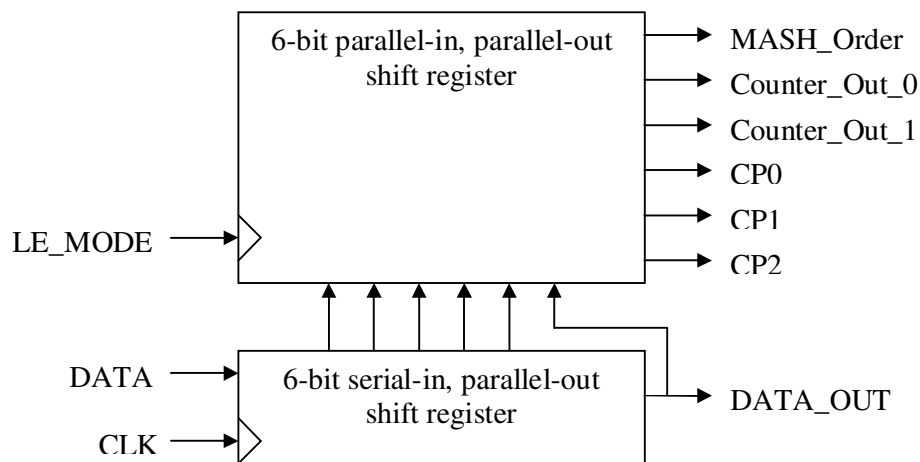 6-bit parallel-in, parallel-out
shift register
MASH_Order
Counter_Out_0
Counter_Out_1
CP0
CP1
CP2
LE_MODE
DATA
6-bit serial-in, parallel-out
shift register
DATA_OUT
CLK